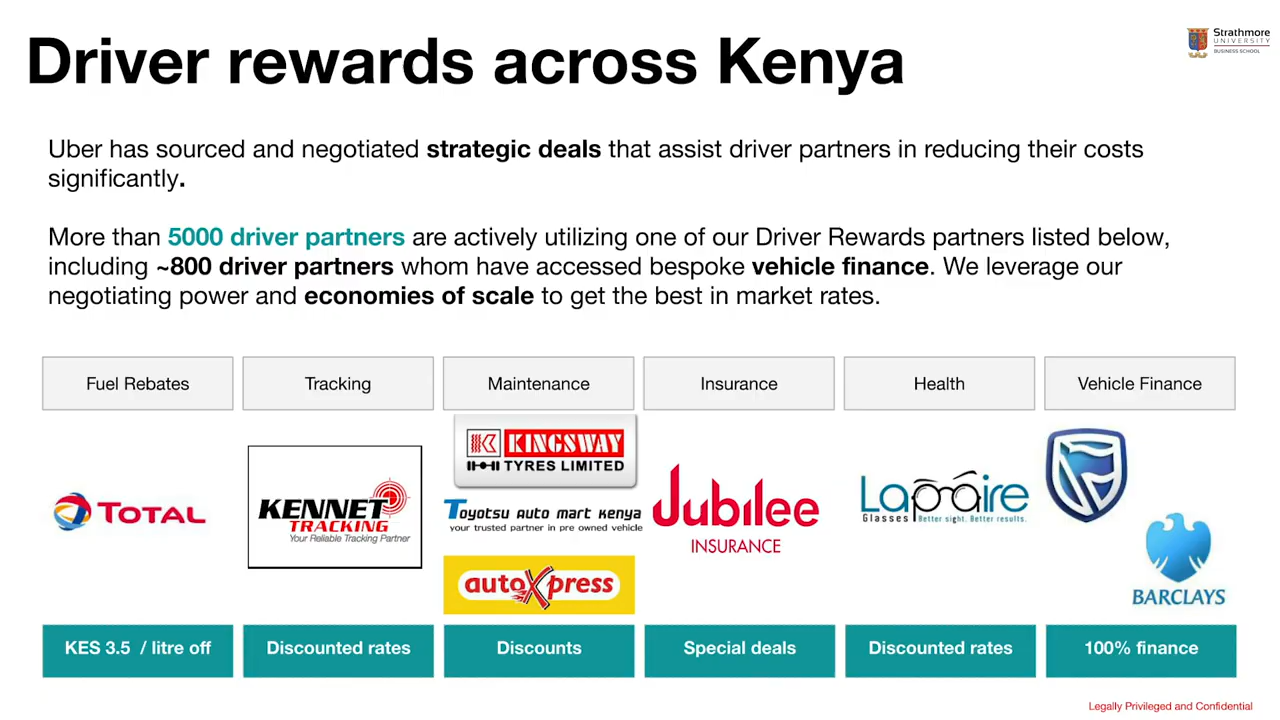 Driver rewards across Kenya
Strathmore
UNIVERSITY
BUSINESS SCHOOL
Uber has sourced and negotiated strategic deals that assist driver partners in reducing their costs
significantly.
More than 5000 driver partners are actively utilizing one of our Driver Rewards partners listed below,
including ~800 driver partners whom have accessed bespoke vehicle finance. We leverage our
negotiating power and economies of scale to get the best in market rates.
Fuel Rebates
Tracking
Maintenance
Insurance
Health
Vehicle Finance
TOTAL
KENNET
TRACKING
Your Reliable Tracking Partner
KINGSWAY
TYRES LIMITED
Toyotsu Auto mart Kenya
your trusted partner in pre owned vehicle
autoXpress
Jubilee
INSURANCE
Lapaire
Glasses Better sight. Better results.
BARCLAYS
KES 3.5 / litre off
Discounted rates
Discounts
Special deals
Discounted rates
100% finance
Legally Privileged and Confidential